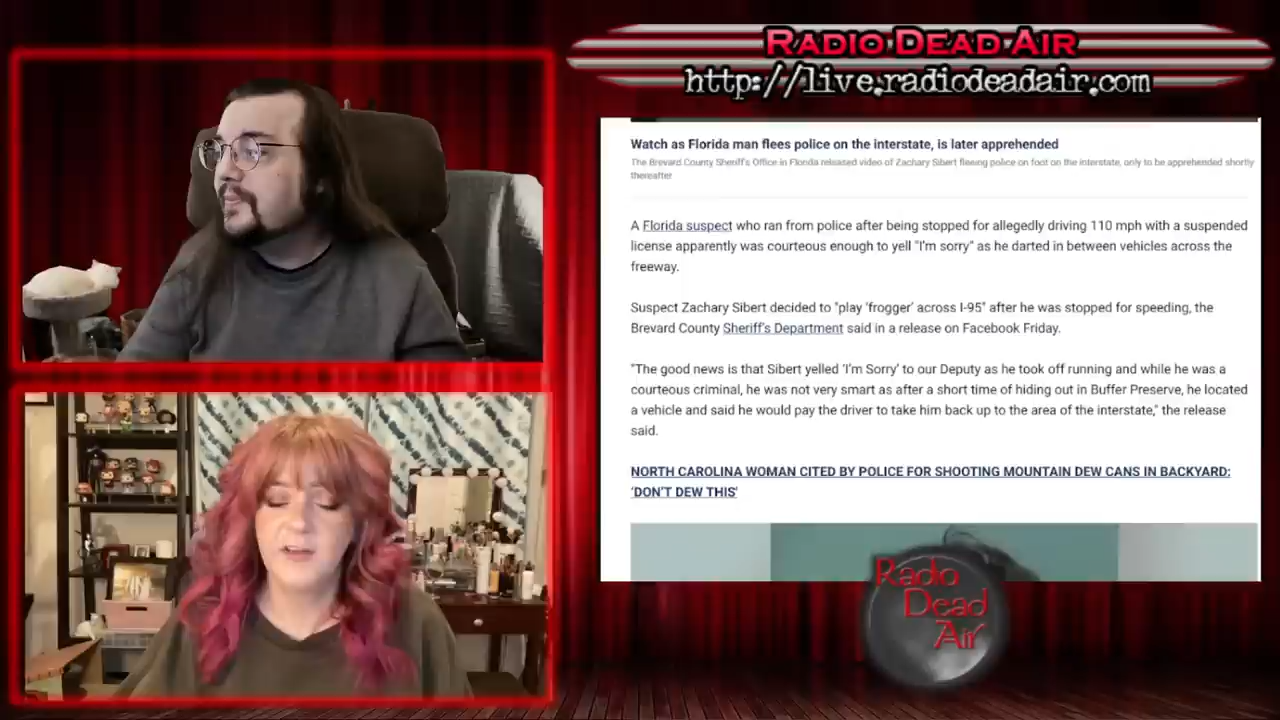 RADIO DEAD AIR
http://live.radiodeadair.com
Watch as Florida man flees police on the interstate, is later apprehended
The Brevard County Sheriff's Office in Florida released video of Zachary Sibert fleeing police on foot on the interstate, only to be apprehended shortly
thereafter
A Florida suspect who ran from police after being stopped for allegedly driving 110 mph with a suspended
license apparently was courteous enough to yell "I'm sorry" as he darted in between vehicles across the
freeway.
Suspect Zachary Sibert decided to "play 'frogger' across I-95" after he was stopped for speeding, the
Brevard County Sheriff's Department said in a release on Facebook Friday.
"The good news is that Sibert yelled 'I'm Sorry' to our Deputy as he took off running and while he was a
courteous criminal, he was not very smart as after a short time of hiding out in Buffer Preserve, he located
a vehicle and said he would pay the driver to take him back up to the area of the interstate," the release
said.
NORTH CAROLINA WOMAN CITED BY POLICE FOR SHOOTING MOUNTAIN DEW CANS IN BACKYARD:
'DON'T DEW THIS'
Radio
Dead
Air